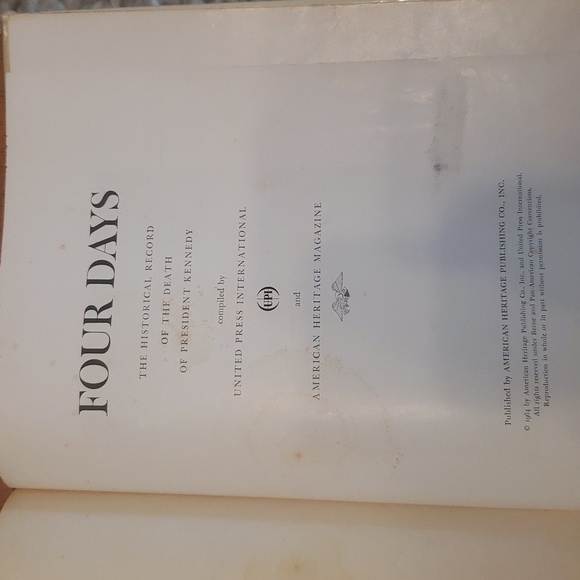 FOUR DAYS
THE HISTORICAL RECORD
OF THE DEATH
OF PRESIDENT KENNEDY
compiled by
UNITED PRESS INTERNATIONAL
UPI
and
AMERICAN HERITAGE MAGAZINE
Published by AMERICAN HERITAGE PUBLISHING CO., INC.
© 1964 by American Heritage Publishing Co., Inc. and United Press International.
All rights reserved under Berne and Pan-American Copyright Conventions.
Reproduction in whole or in part without permission is prohibited.